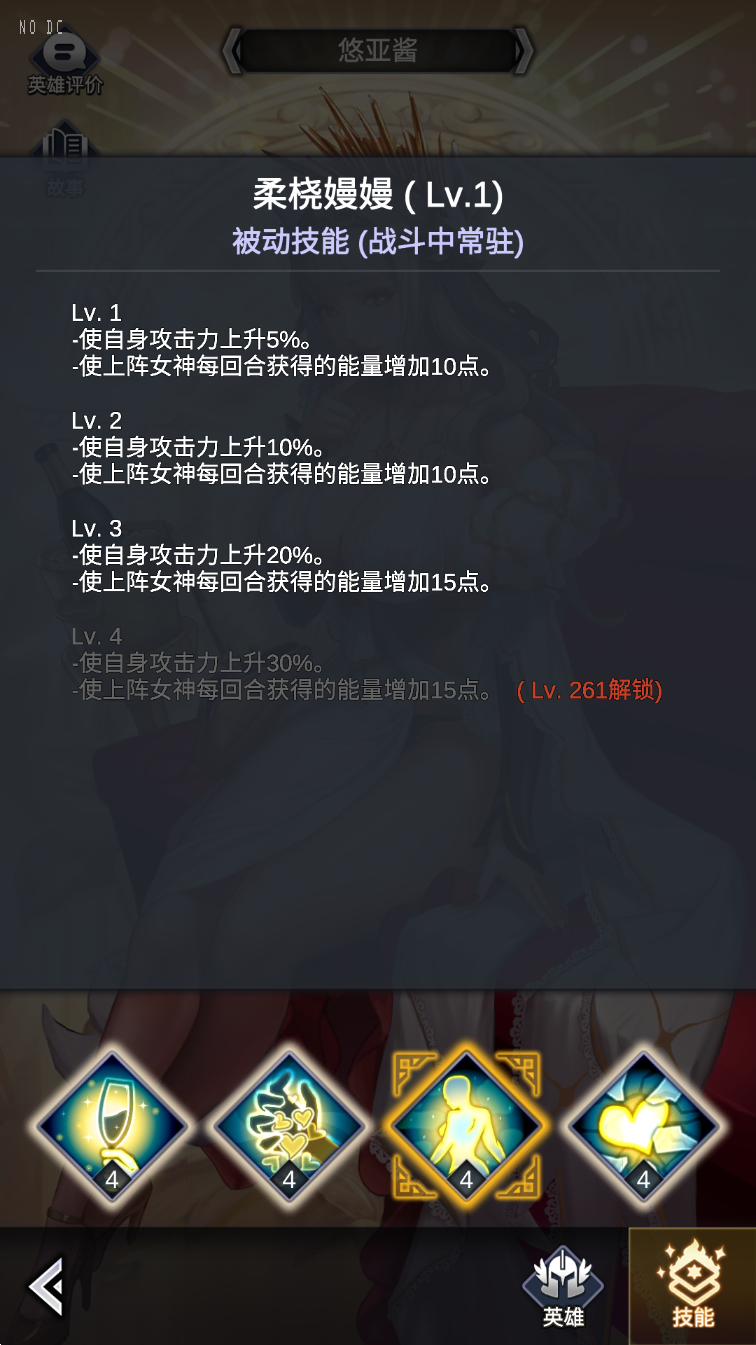 NO DC
悠亚酱
英雄评价
故事
柔桡嫚嫚 ( Lv.1)
被动技能 (战斗中常驻)
Lv. 1
-使自身攻击力上升5%。
-使上阵女神每回合获得的能量增加10点。
Lv. 2
-使自身攻击力上升10%。
-使上阵女神每回合获得的能量增加10点。
Lv. 3
-使自身攻击力上升20%。
-使上阵女神每回合获得的能量增加15点。
Lv. 4
-使自身攻击力上升30%。
-使上阵女神每回合获得的能量增加15点。 ( Lv. 261解锁)
4 4 4 4
英雄 技能